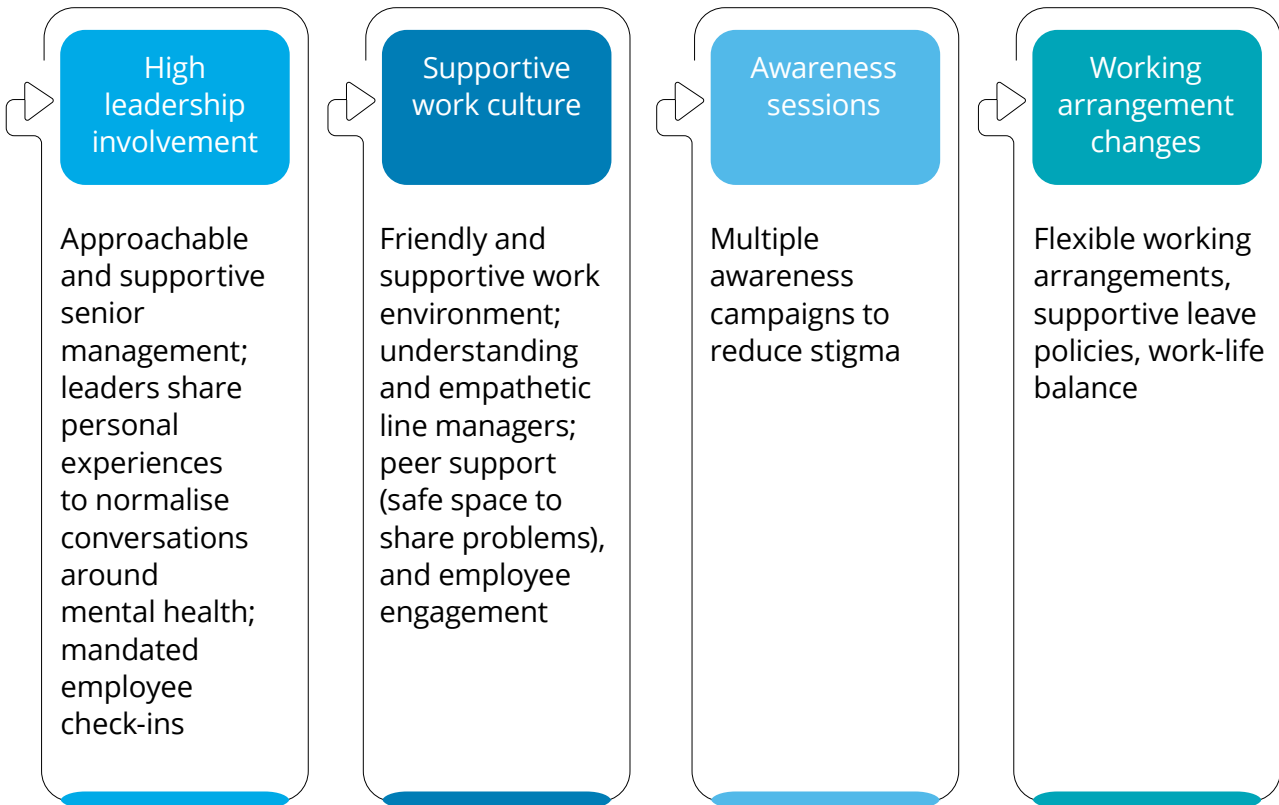 High
leadership
involvement
Approachable
and supportive
senior
management;
leaders share
personal
experiences
to normalise
conversations
around
mental health;
mandated
employee
check-ins
Supportive
work culture
Friendly and
supportive work
environment;
understanding
and empathetic
line managers;
peer support
(safe space to
share problems),
and employee
engagement
Awareness
sessions
Multiple
awareness
campaigns to
reduce stigma
Working
arrangement
changes
Flexible working
arrangements,
supportive leave
policies, work-life
balance